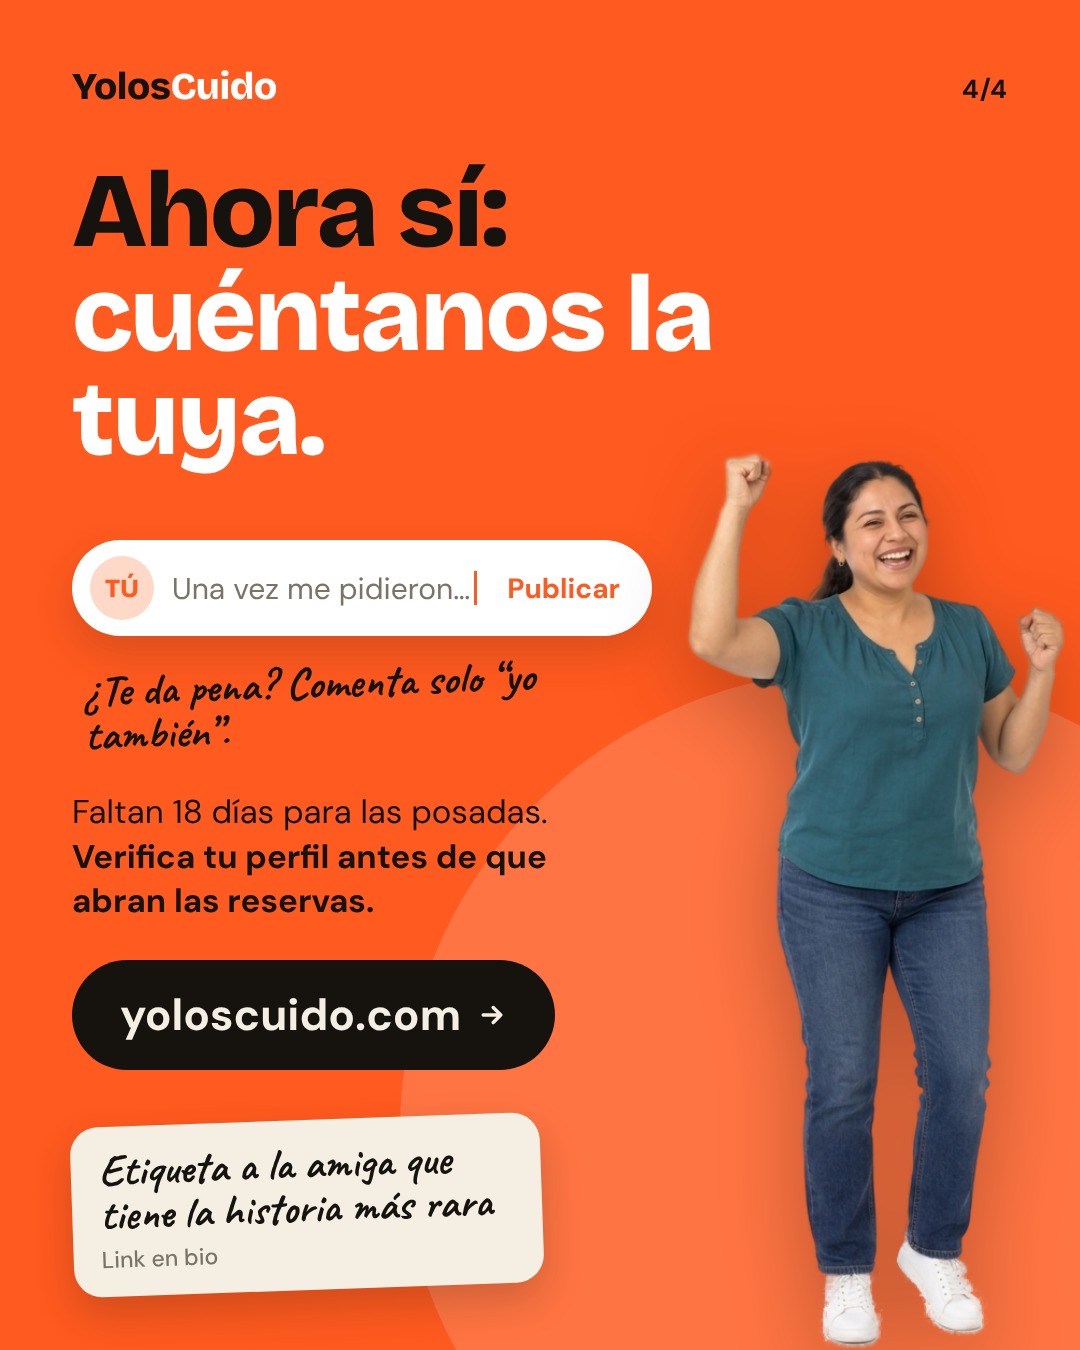 YolosCuido
4/4
Ahora sí:
cuéntanos la
tuya.
TÚ Una vez me pidieron...| Publicar
¿Te da pena? Comenta solo “yo
también”.
Faltan 18 días para las posadas.
Verifica tu perfil antes de que
abran las reservas.
yoloscuido.com →
Etiqueta a la amiga que
tiene la historia más rara
Link en bio